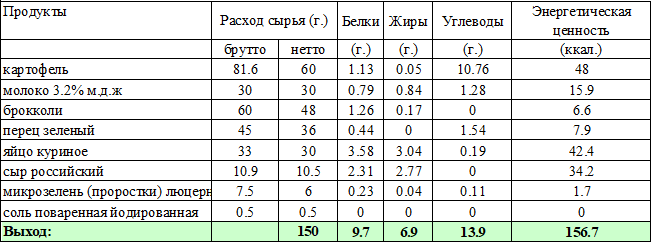 Продукты Расход сырья (г.) Белки Жиры Углеводы Энергетическая ценность
брутто нетто (г.) (г.) (г.) (ккал.)
картофель 81.6 60 1.13 0.05 10.76 48
молоко 3.2% м.д.ж 30 30 0.79 0.84 1.28 15.9
брокколи 60 48 1.26 0.17 0 6.6
перец зеленый 45 36 0.44 0 1.54 7.9
яйцо куриное 33 30 3.58 3.04 0.19 42.4
сыр российский 10.9 10.5 2.31 2.77 0 34.2
микрозелень (проростки) люцерн 7.5 6 0.23 0.04 0.11 1.7
соль поваренная йодированная 0.5 0.5 0 0 0 0
Выход: 150 9.7 6.9 13.9 156.7